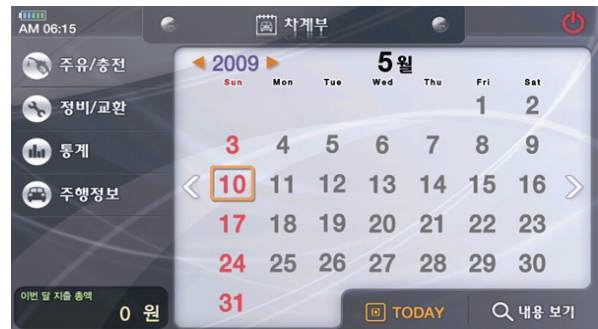 AM 06:15
차계부
주유/충전
정비/교환
통계
주행정보
이번 달 지출 총액
0 원
2009 5월
Sun Mon Tue Wed Thu Fri Sat
1 2
3 4 5 6 7 8 9
10 11 12 13 14 15 16
17 18 19 20 21 22 23
24 25 26 27 28 29 30
31
TODAY 내용 보기